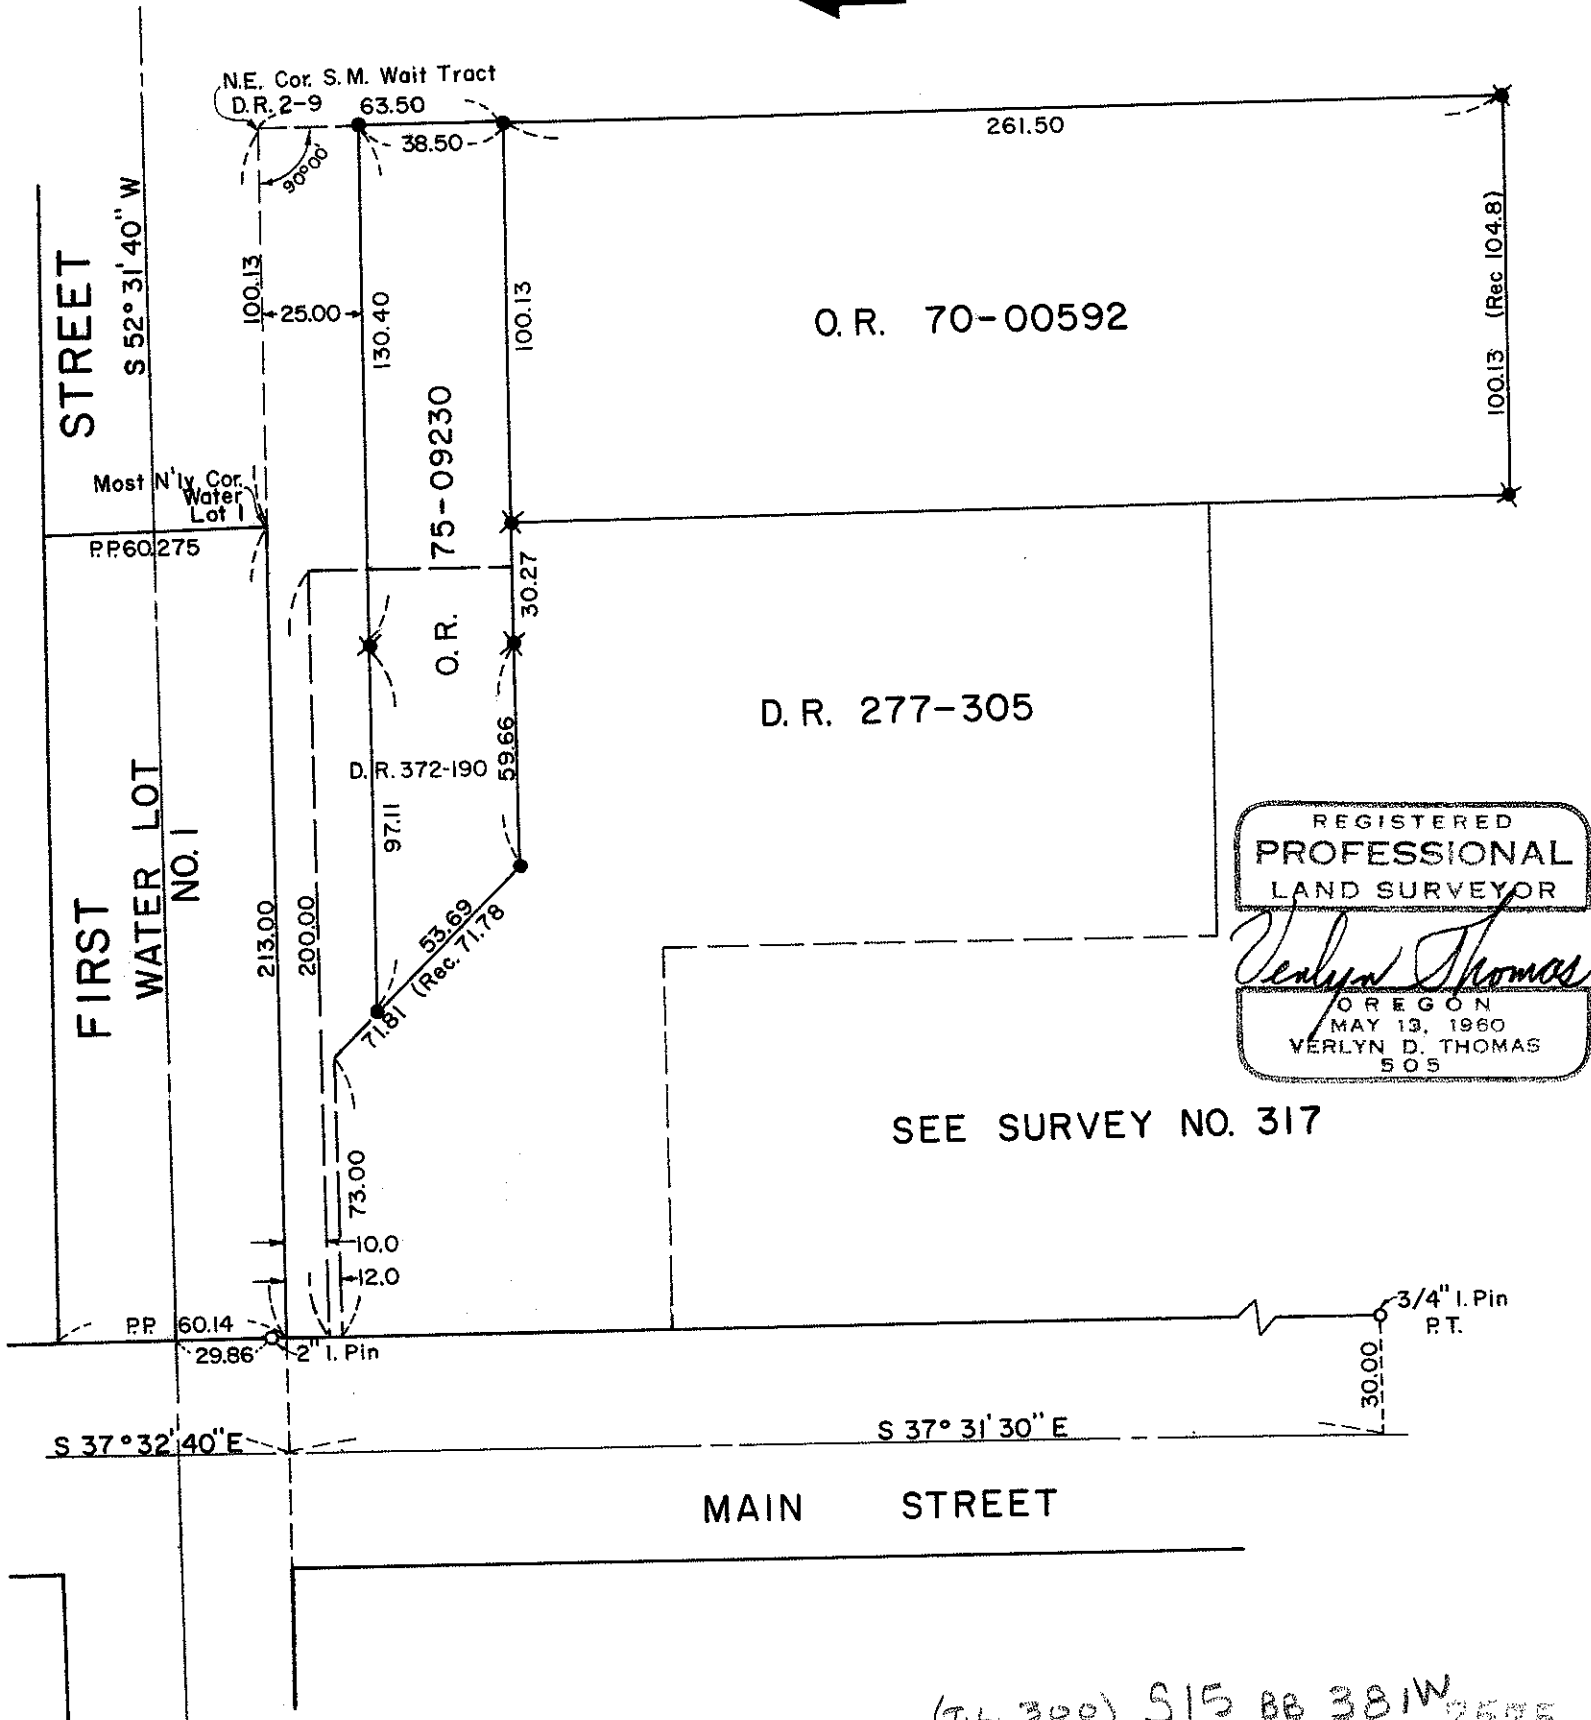 N.E. Cor. S.M. Wait Tract
D.R. 2-9
63.50
38.50
261.50
90°00'
S 52° 31' 40" W
STREET
100.13
25.00
130.40
100.13
O. R. 70-00592
100.13 (Rec 104.8)
O. R. 75-09230
Most N'ly Cor.
Water
Lot 1
P.P. 60.275
30.27
D. R. 277-305
D. R. 372-190
59.66
97.11
FIRST
WATER LOT
NO. 1
213.00
200.00
53.69
71.81 (Rec. 71.78
REGISTERED
PROFESSIONAL
LAND SURVEYOR
Verlyn Thomas
OREGON
MAY 13, 1960
VERLYN D. THOMAS
505
SEE SURVEY NO. 317
73.00
10.0
12.0
P.P. 60.14
29.86
2" I. Pin
3/4" I. Pin
P.T.
30.00
S 37° 32' 40" E
S 37° 31' 30" E
MAIN STREET
(T.L. 300) S15 BB 381W